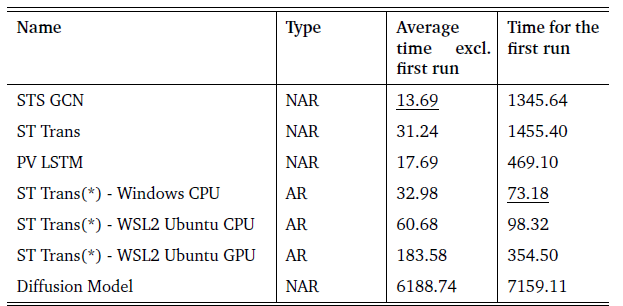 Name Type Average time excl. first run Time for the first run
STS GCN NAR 13.69 1345.64
ST Trans NAR 31.24 1455.40
PV LSTM NAR 17.69 469.10
ST Trans(*) - Windows CPU AR 32.98 73.18
ST Trans(*) - WSL2 Ubuntu CPU AR 60.68 98.32
ST Trans(*) - WSL2 Ubuntu GPU AR 183.58 354.50
Diffusion Model NAR 6188.74 7159.11